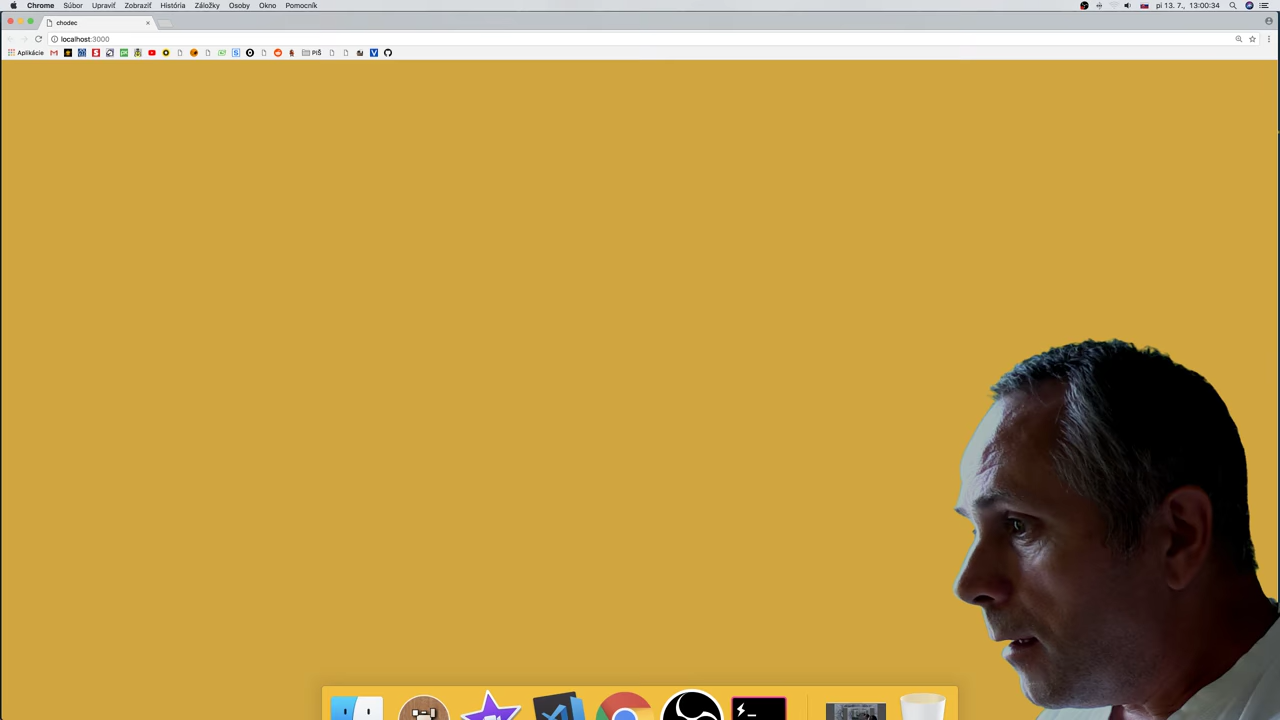 Chrome Súbor Upraviť Zobraziť História Záložky Osoby Okno Pomocník pi 13. 7., 13:00:34
chodec
localhost:3000
Aplikácie PIŠ